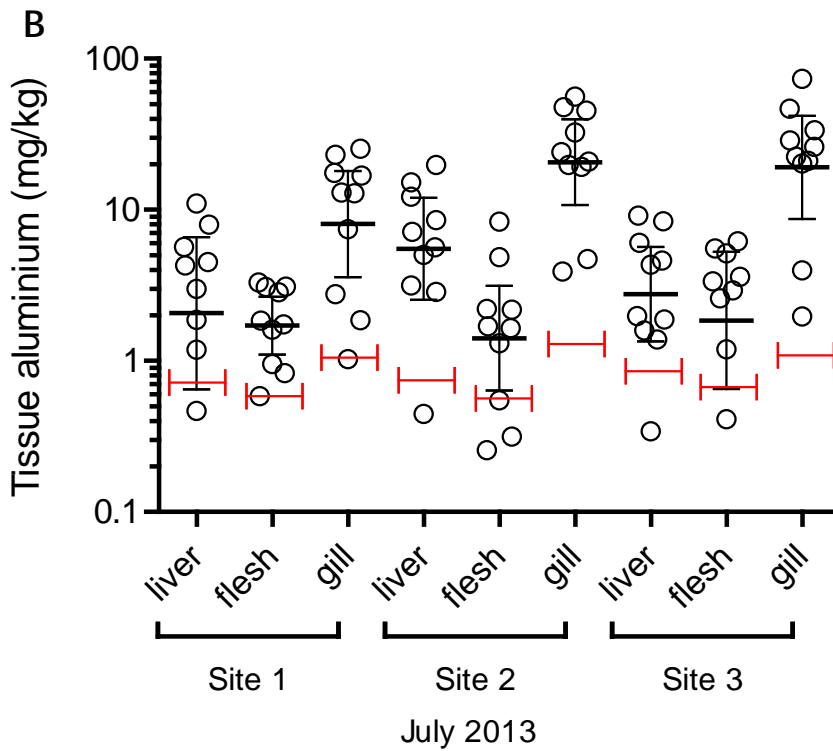 B
Tissue aluminium (mg/kg)
100
10
1
0.1
liver
flesh
gill
liver
flesh
gill
liver
flesh
gill
Site 1
Site 2
Site 3
July 2013